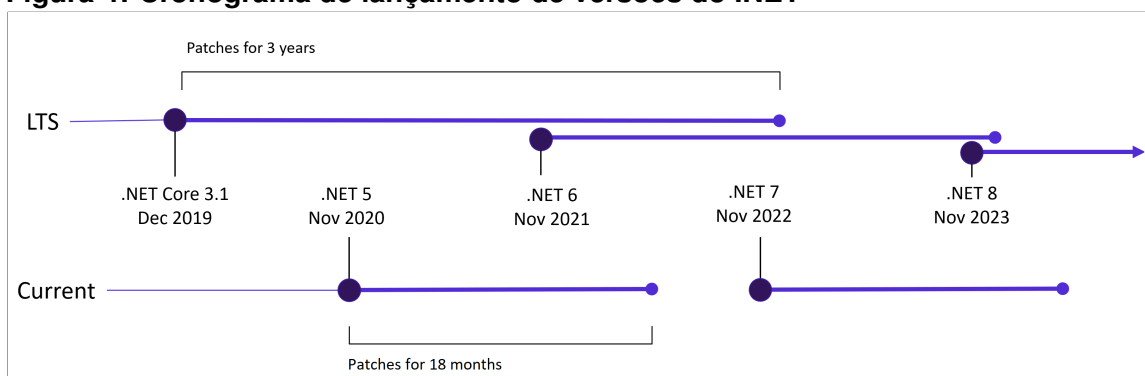 Patches for 3 years
LTS
.NET Core 3.1
Dec 2019
.NET 5
Nov 2020
.NET 6
Nov 2021
.NET 7
Nov 2022
.NET 8
Nov 2023
Current
Patches for 18 months